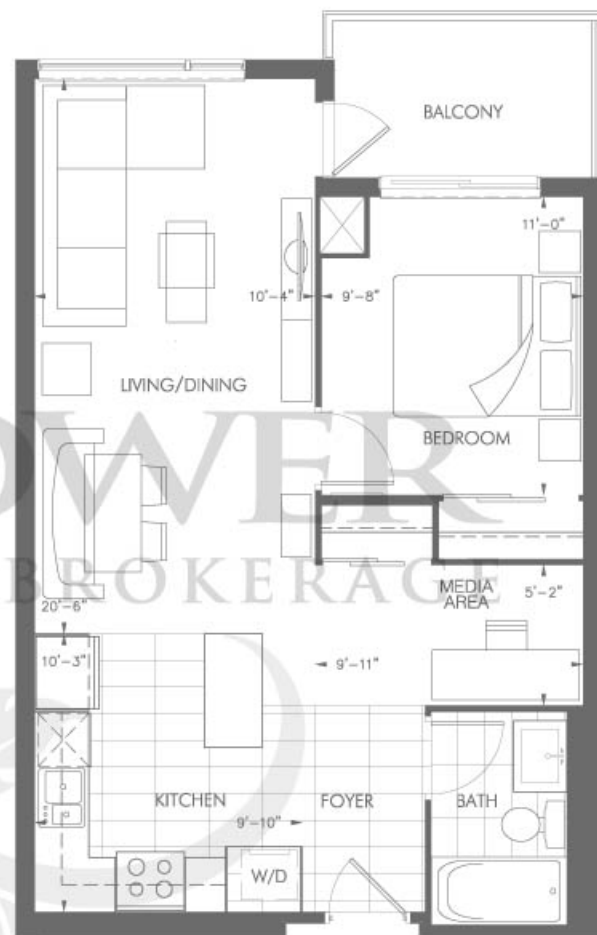 BALCONY
11'-0"
10'-4"
9'-8"
LIVING/DINING
BEDROOM
OWER
BROKERAGE
MEDIA
AREA
5'-2"
20'-6"
10'-3"
9'-11"
KITCHEN
FOYER
BATH
9'-10"
W/D